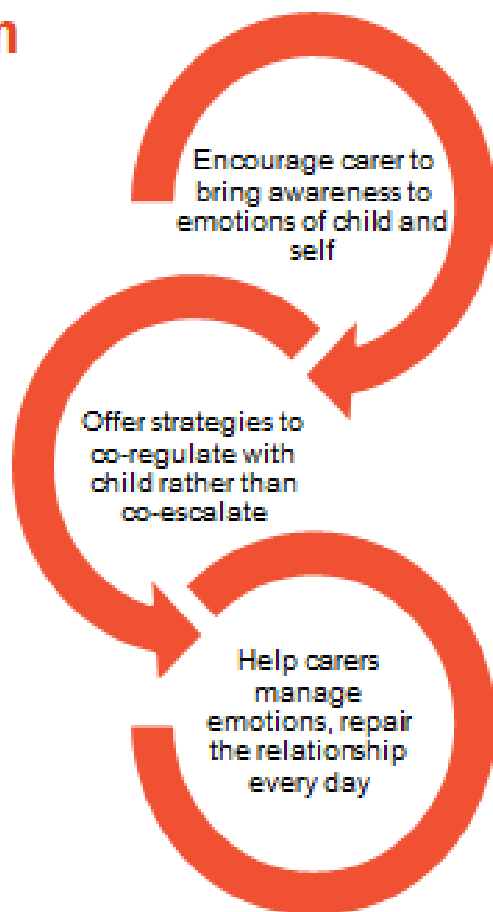 n
Encourage carer to
bring awareness to
emotions of child and
self
Offer strategies to
co-regulate with
child rather than
co-escalate
Help carers
manage
emotions, repair
the relationship
every day